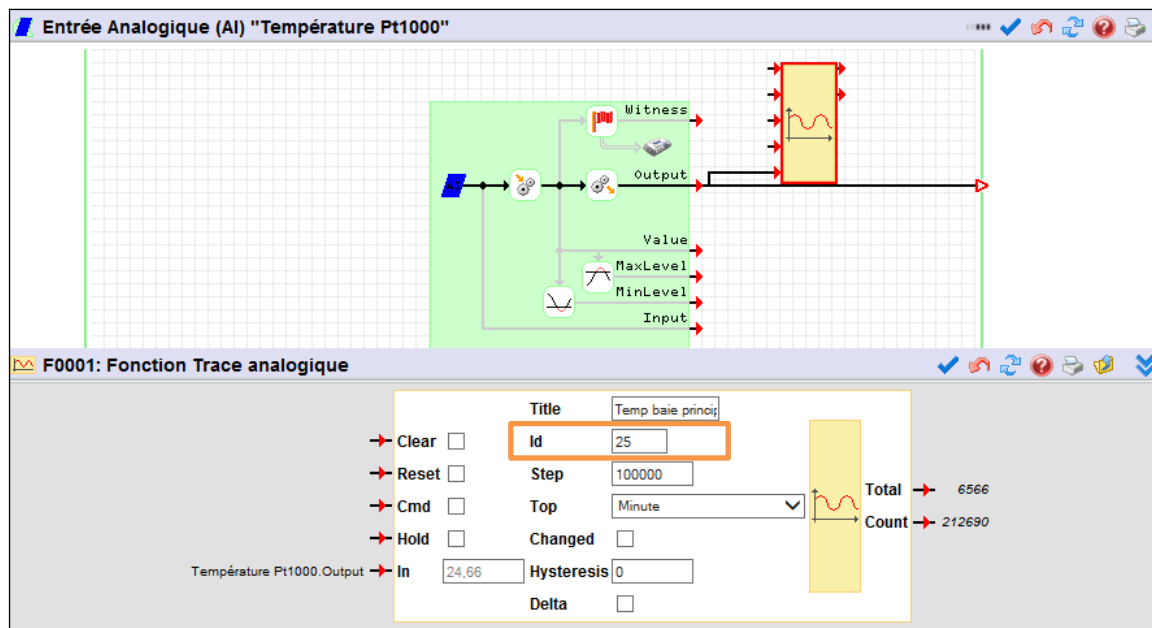 Entrée Analogique (AI) "Température Pt1000"
Witness
AI
Output
Value
MaxLevel
MinLevel
Input
F0001: Fonction Trace analogique
Title Temp baie princip
Clear Id 25
Reset Step 100000
Total 6566
Cmd Top Minute
Count 212690
Hold Changed
Température Pt1000.Output In 24,66 Hysteresis 0
Delta